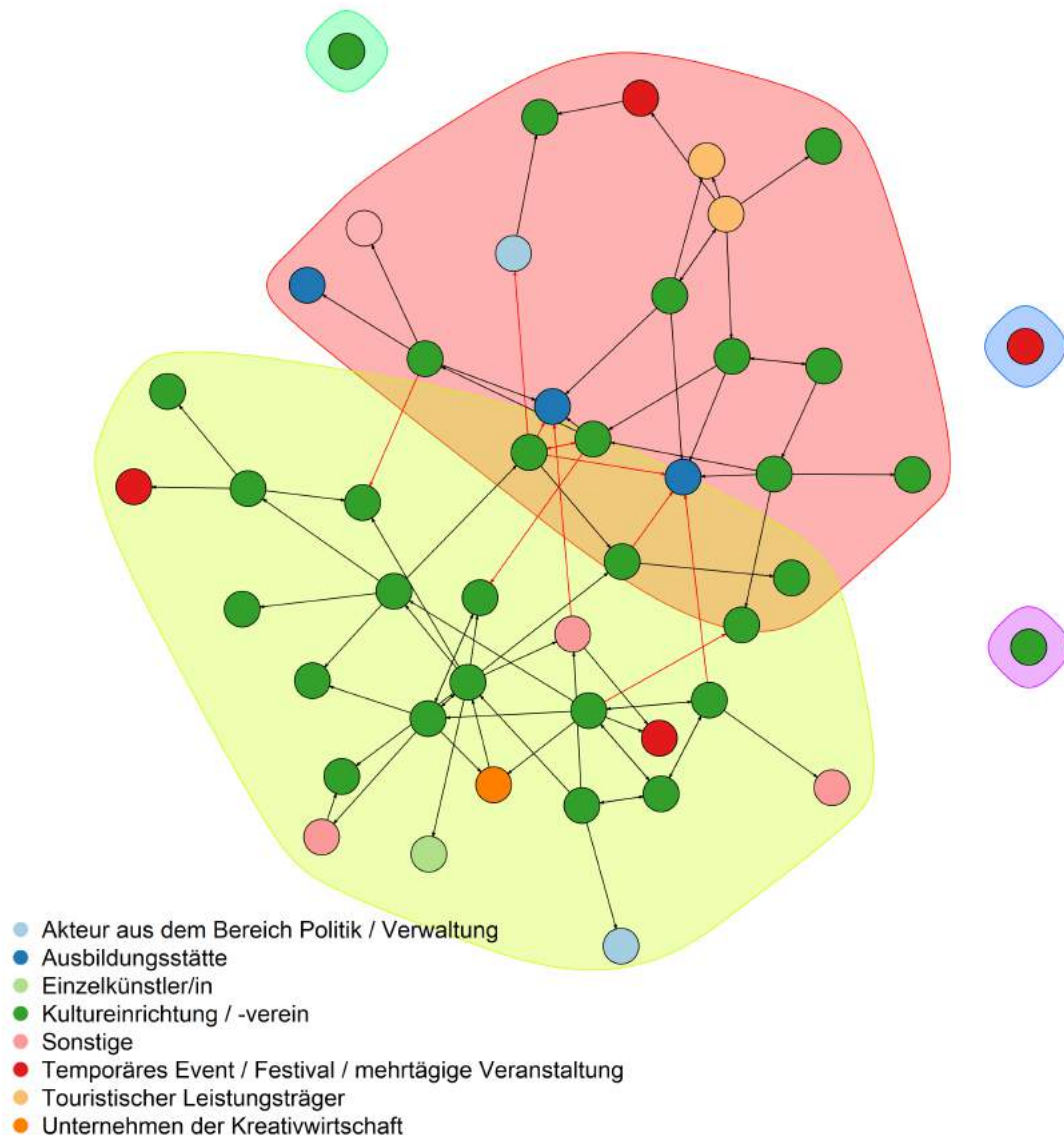 Akteur aus dem Bereich Politik / Verwaltung
Ausbildungsstätte
Einzelkünstler/in
Kultureinrichtung / -verein
Sonstige
Temporäres Event / Festival / mehrtägige Veranstaltung
Touristischer Leistungsträger
Unternehmen der Kreativwirtschaft